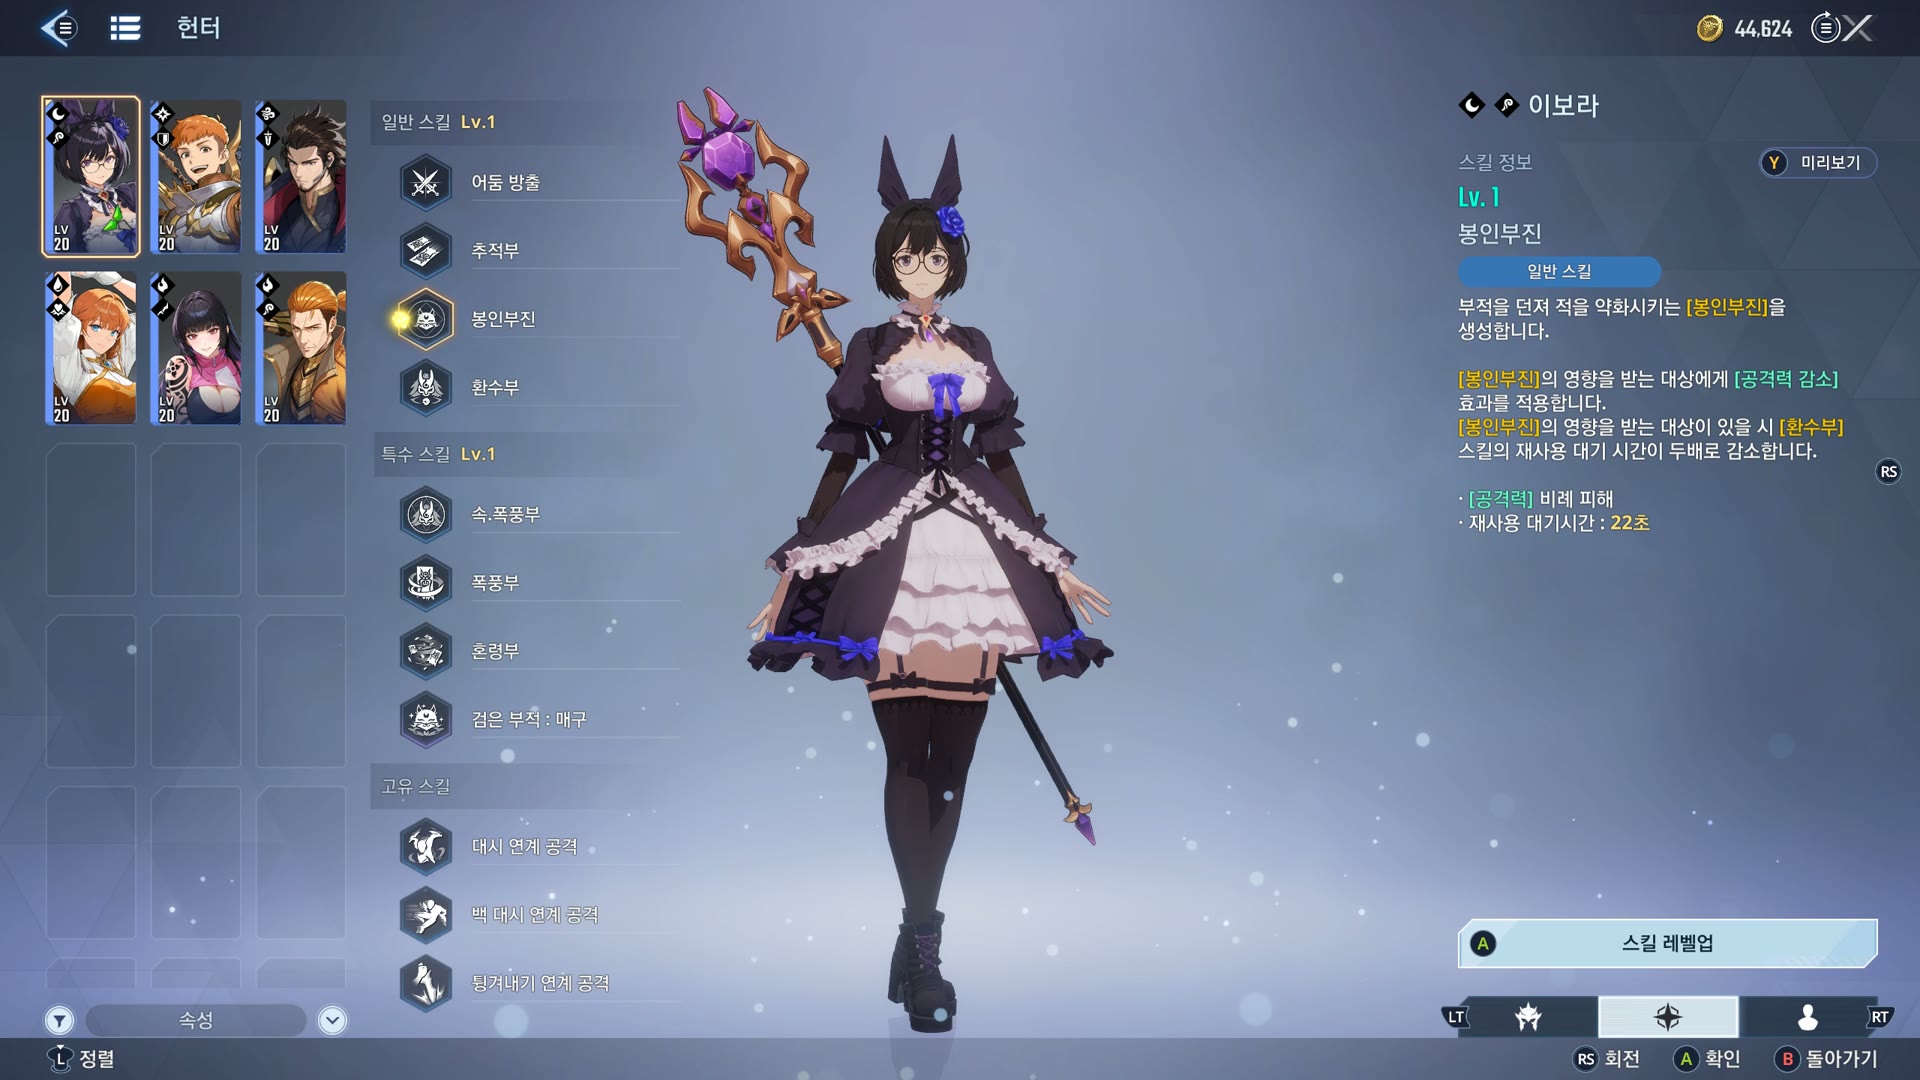 헌터
44,624
LV
20
LV
20
LV
20
LV
20
LV
20
LV
20
일반 스킬 Lv.1
어둠 방출
추적부
봉인부진
환수부
특수 스킬 Lv.1
속.폭풍부
폭풍부
혼령부
검은 부적 : 매구
고유 스킬
대시 연계 공격
백 대시 연계 공격
튕겨내기 연계 공격
이보라
스킬 정보
Y 미리보기
Lv. 1
봉인부진
일반 스킬
부적을 던져 적을 약화시키는 [봉인부진]을
생성합니다.
[봉인부진]의 영향을 받는 대상에게 [공격력 감소]
효과를 적용합니다.
[봉인부진]의 영향을 받는 대상이 있을 시 [환수부]
스킬의 재사용 대기 시간이 두배로 감소합니다.
· [공격력] 비례 피해
· 재사용 대기시간 : 22초
RS
A 스킬 레벨업
LT
RT
속성
L 정렬
RS 회전
A 확인
B 돌아가기